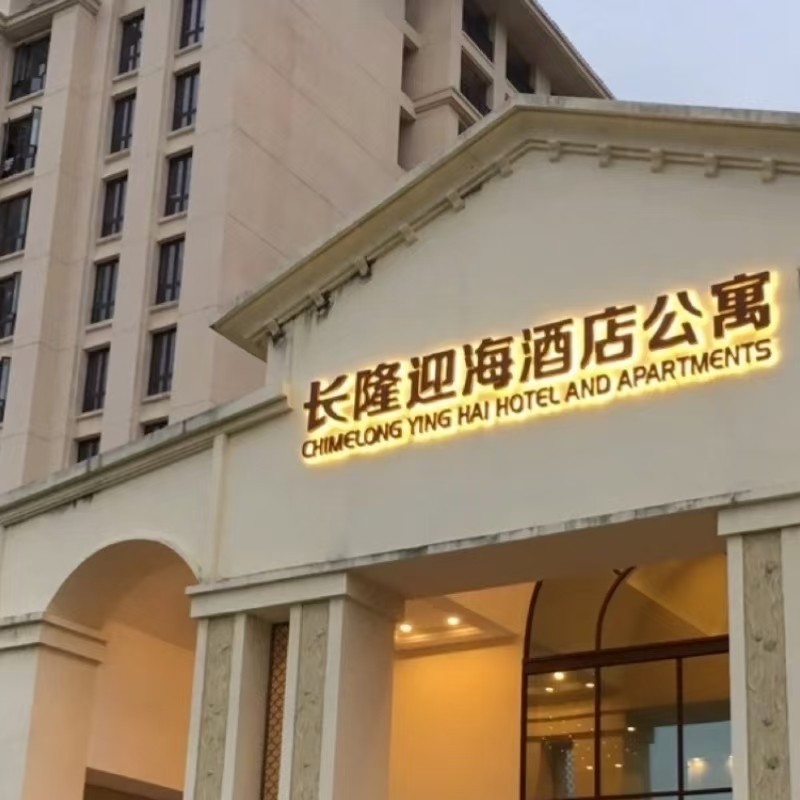 长隆迎海酒店公寓
CHIMELONG YING HAI HOTEL AND APARTMENTS